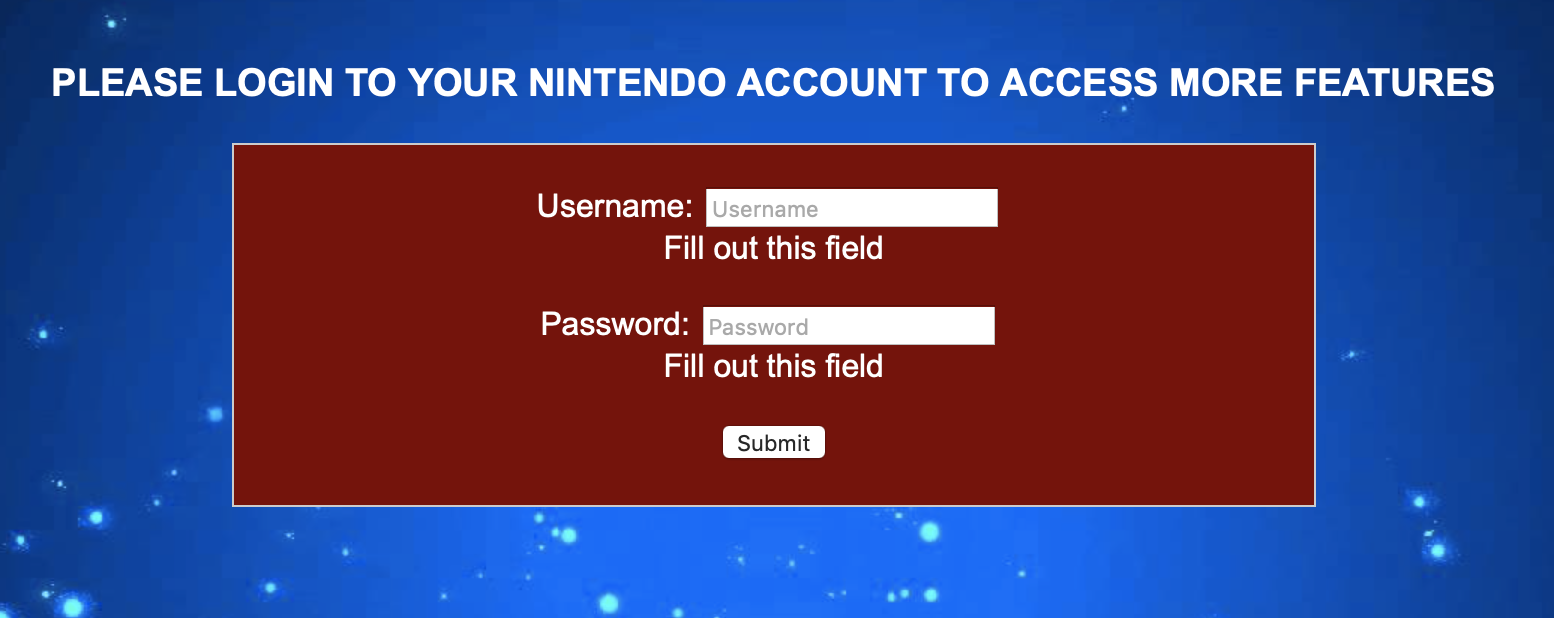 PLEASE LOGIN TO YOUR NINTENDO ACCOUNT TO ACCESS MORE FEATURES
Username: Username
Fill out this field
Password: Password
Fill out this field
Submit